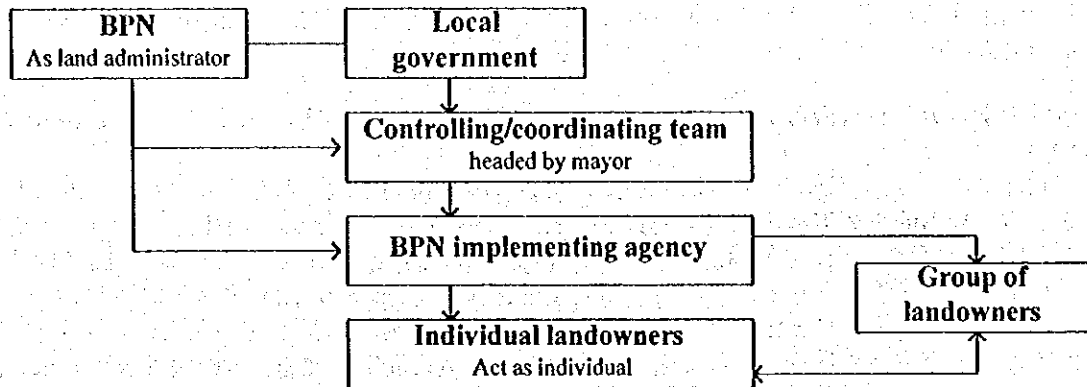 BPN
As land administrator
Local
government
Controlling/coordinating team
headed by mayor
BPN implementing agency
Group of
landowners
Individual landowners
Act as individual